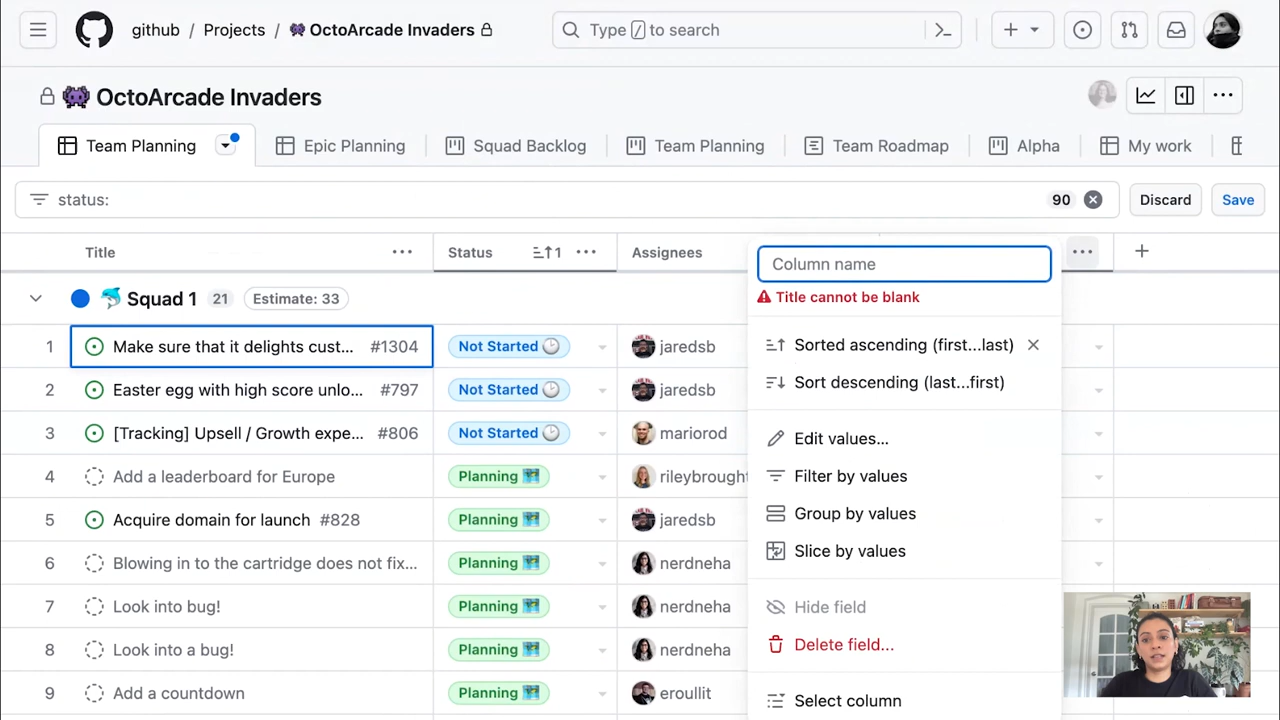 github / Projects / 👾 OctoArcade Invaders
Type / to search
👾 OctoArcade Invaders
Team Planning
Epic Planning
Squad Backlog
Team Planning
Team Roadmap
Alpha
My work
status:
90
Discard
Save
Title
Status
1
Assignees
Column name
Title cannot be blank
🐬 Squad 1 21 Estimate: 33
1 Make sure that it delights cust... #1304 Not Started 🕑 jaredsb
2 Easter egg with high score unlo... #797 Not Started 🕑 jaredsb
3 [Tracking] Upsell / Growth expe... #806 Not Started 🕑 mariorod
4 Add a leaderboard for Europe Planning 🗺️ rileybrought
5 Acquire domain for launch #828 Planning 🗺️ jaredsb
6 Blowing in to the cartridge does not fix... Planning 🗺️ nerdneha
7 Look into bug! Planning 🗺️ nerdneha
8 Look into a bug! Planning 🗺️ nerdneha
9 Add a countdown Planning 🗺️ eroullit
Sorted ascending (first...last)
Sort descending (last...first)
Edit values...
Filter by values
Group by values
Slice by values
Hide field
Delete field...
Select column